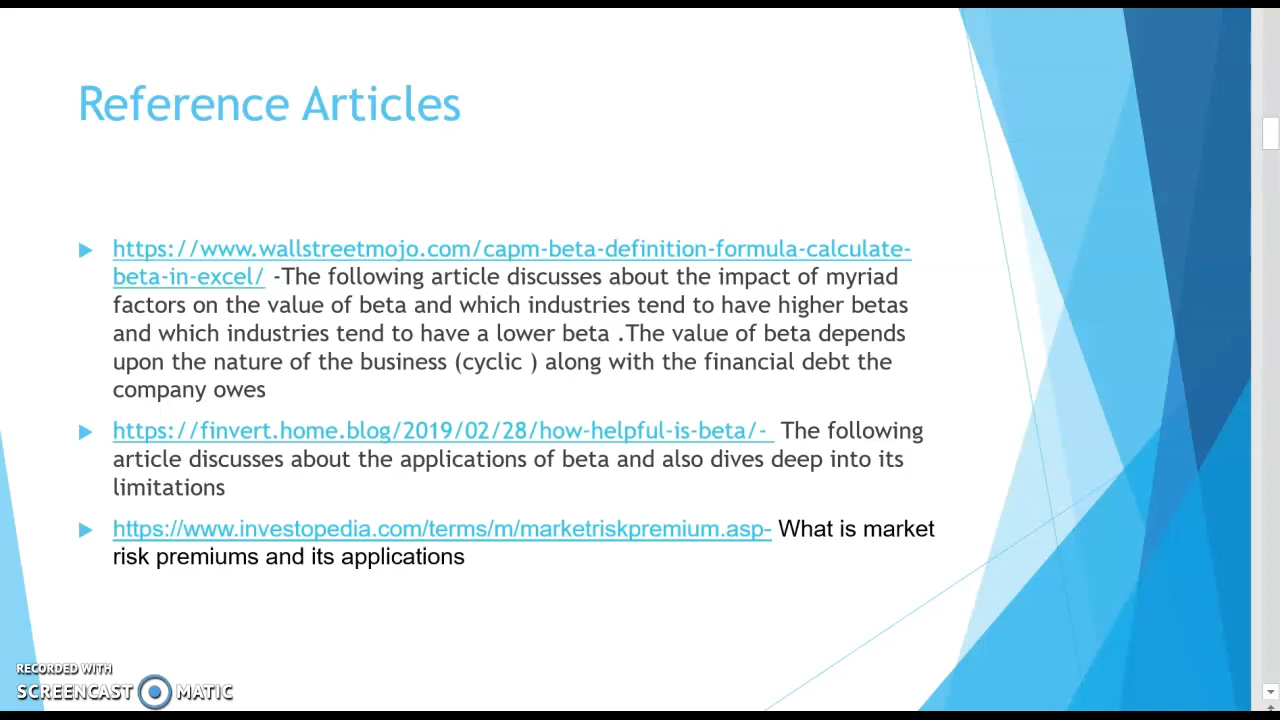 Reference Articles
https://www.wallstreetmojo.com/capm-beta-definition-formula-calculate-
beta-in-excel/ -The following article discusses about the impact of myriad
factors on the value of beta and which industries tend to have higher betas
and which industries tend to have a lower beta .The value of beta depends
upon the nature of the business (cyclic ) along with the financial debt the
company owes
https://finvert.home.blog/2019/02/28/how-helpful-is-beta/- The following
article discusses about the applications of beta and also dives deep into its
limitations
https://www.investopedia.com/terms/m/marketriskpremium.asp- What is market
risk premiums and its applications
RECORDED WITH
SCREENCAST MATIC